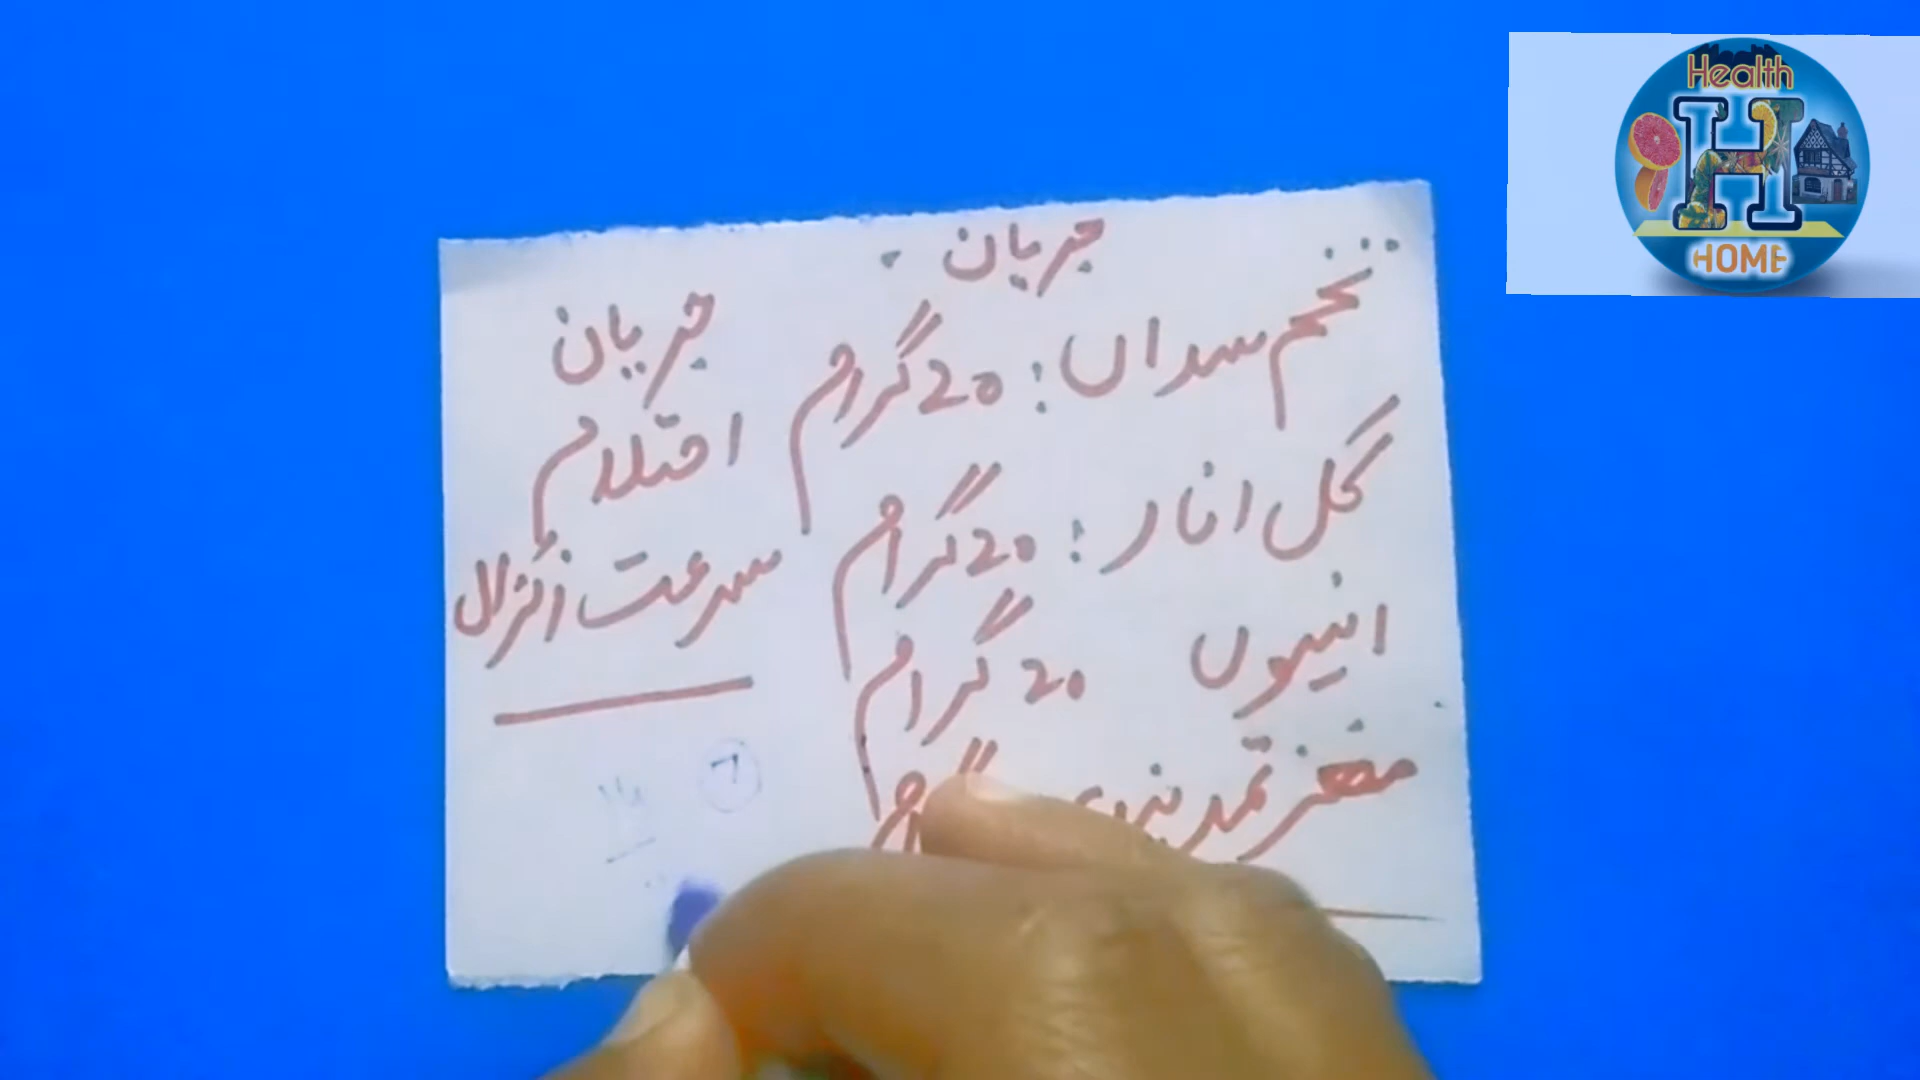 جریان
تخم سداں : 20 گرام
گل انار : 20 گرام
انیسوں 20 گرام
مغز تمر ہندی
جریان
احتلام
سرعت انزال
Health
H
HOME